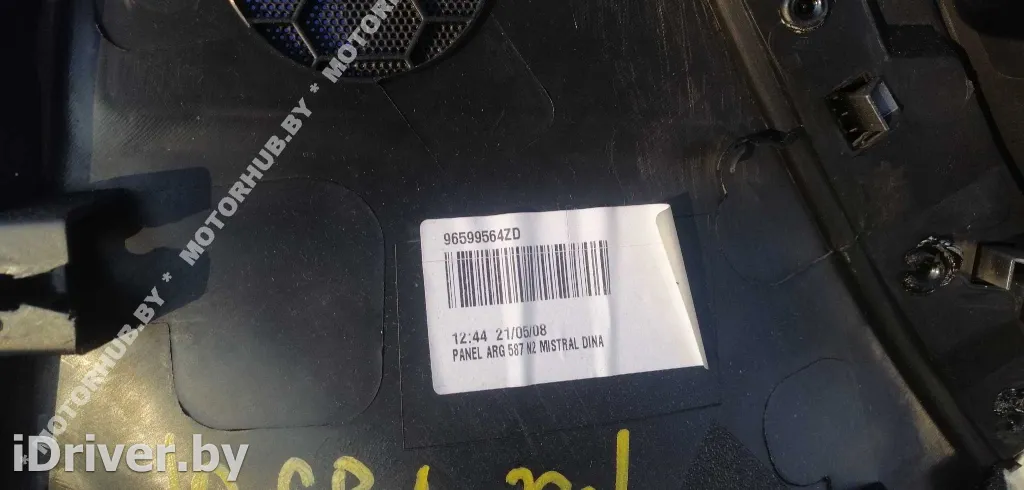 MOTORHUB.BY * MOTORHUB.BY * MOTORHUB.BY *
96599564ZD
12:44 21/05/08
PANEL ARG 587 N2 MISTRAL DINA
iDriver.by